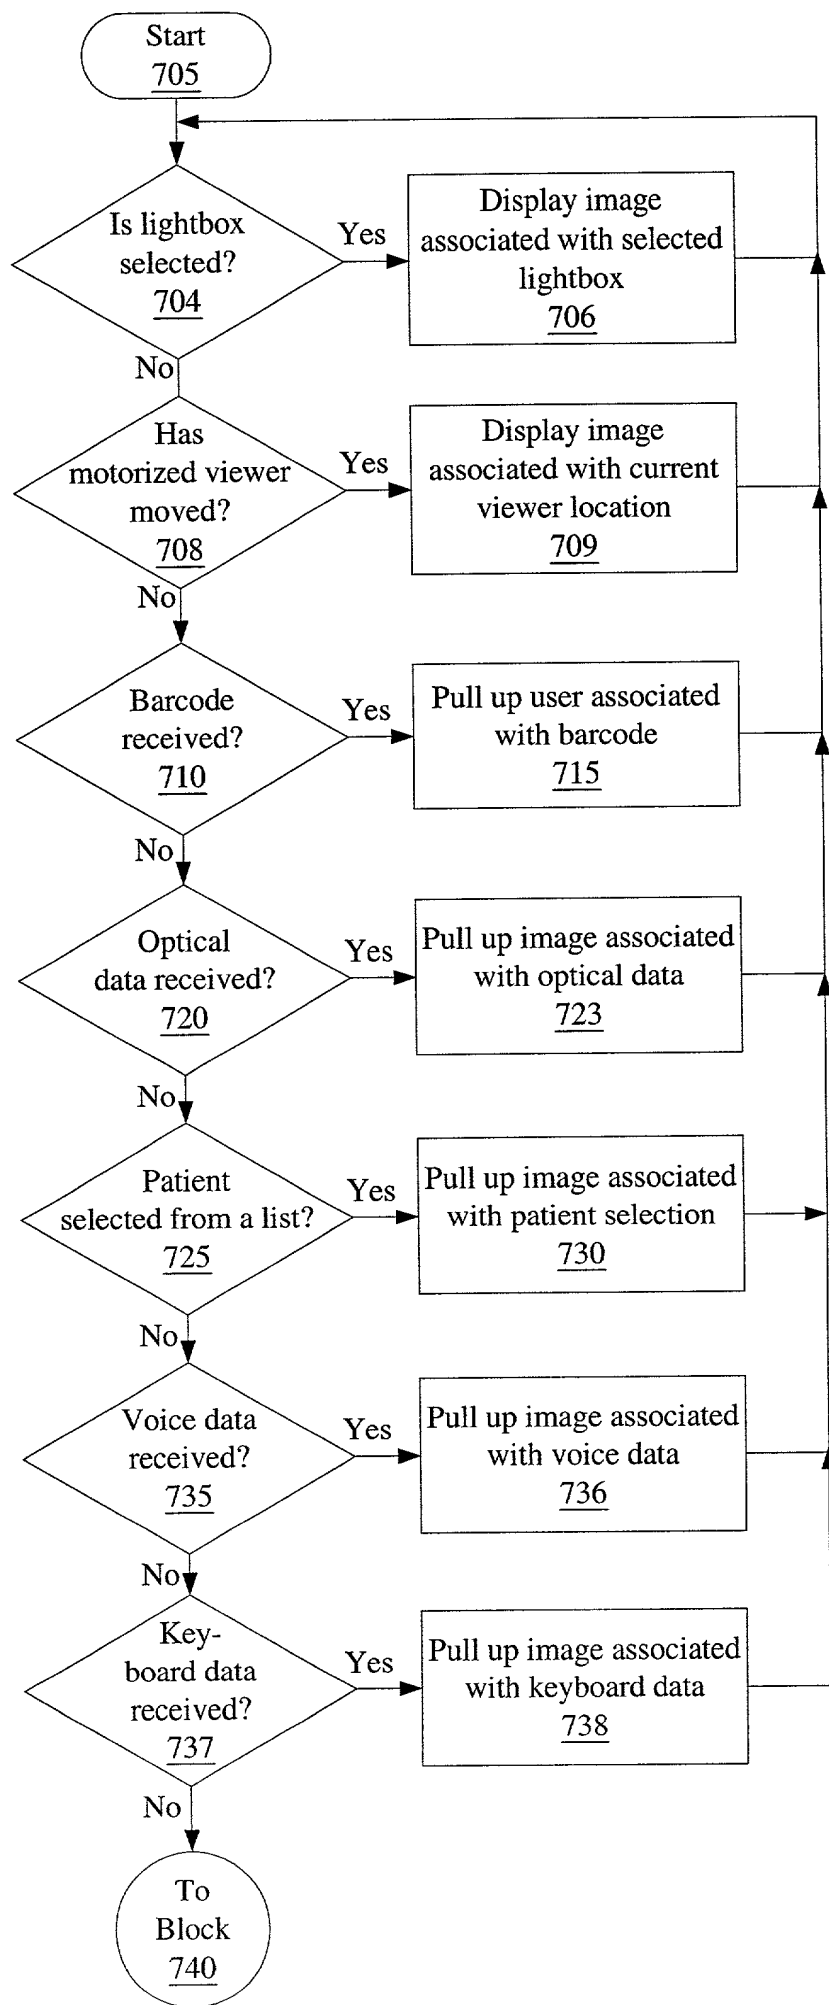 Start
705
Is lightbox
selected?
704
Yes
Display image
associated with selected
lightbox
706
No
Has
motorized viewer
moved?
708
Yes
Display image
associated with current
viewer location
709
No
Barcode
received?
710
Yes
Pull up user associated
with barcode
715
No
Optical
data received?
720
Yes
Pull up image associated
with optical data
723
No
Patient
selected from a list?
725
Yes
Pull up image associated
with patient selection
730
No
Voice data
received?
735
Yes
Pull up image associated
with voice data
736
No
Key-
board data
received?
737
Yes
Pull up image associated
with keyboard data
738
No
To
Block
740